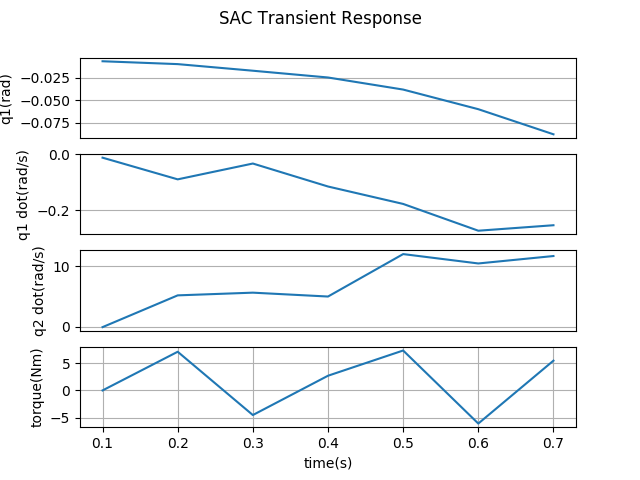 SAC Transient Response
q1(rad)
−0.025
−0.050
−0.075
q1 dot(rad/s)
0.0
−0.2
q2 dot(rad/s)
10
0
torque(Nm)
5
0
−5
0.1 0.2 0.3 0.4 0.5 0.6 0.7
time(s)